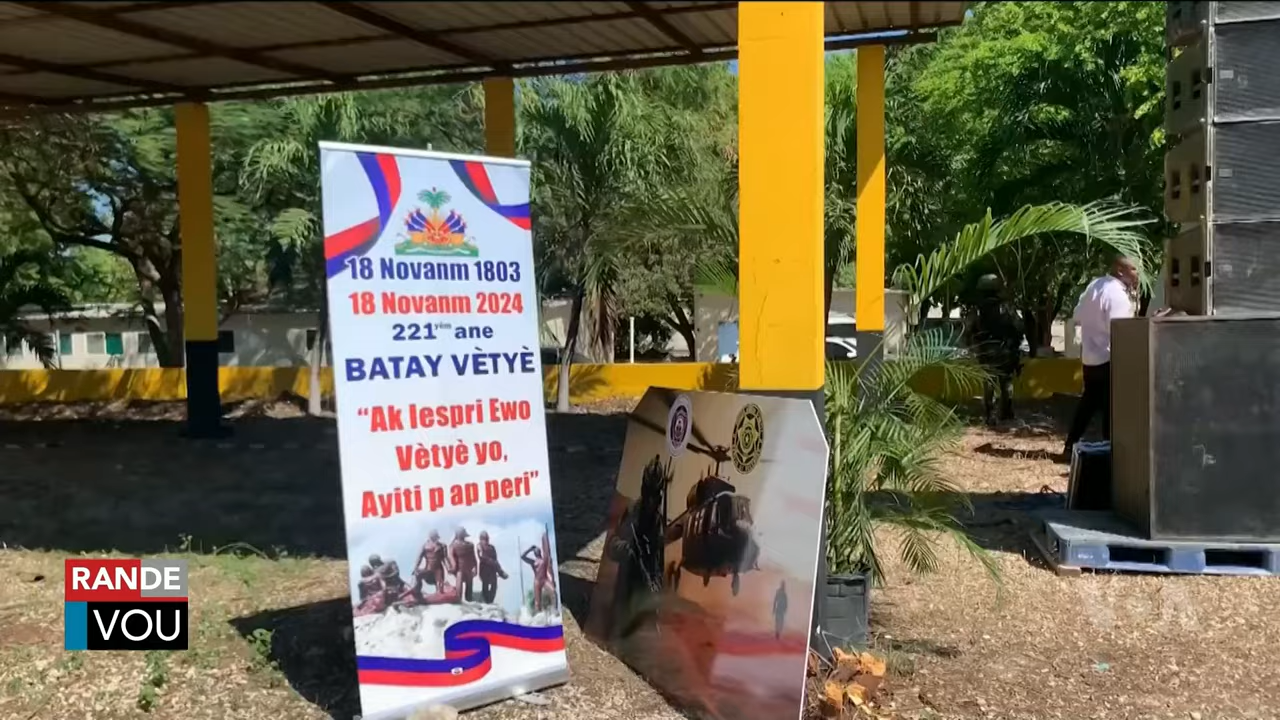 18 Novanm 1803
18 Novanm 2024
221yèm ane
BATAY VÈTYÈ
“Ak lespri Ewo
Vètyè yo,
Ayiti p ap peri”
RANDE
VOU
VOA